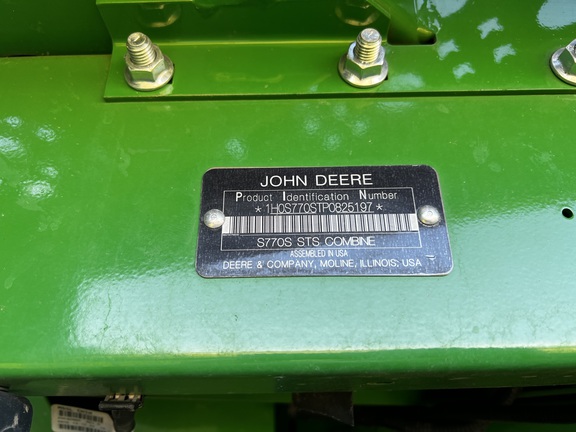 JOHN DEERE
Product Identification Number
*1H0S770STP0825197*
S770S STS COMBINE
ASSEMBLED IN USA
DEERE & COMPANY, MOLINE, ILLINOIS, USA